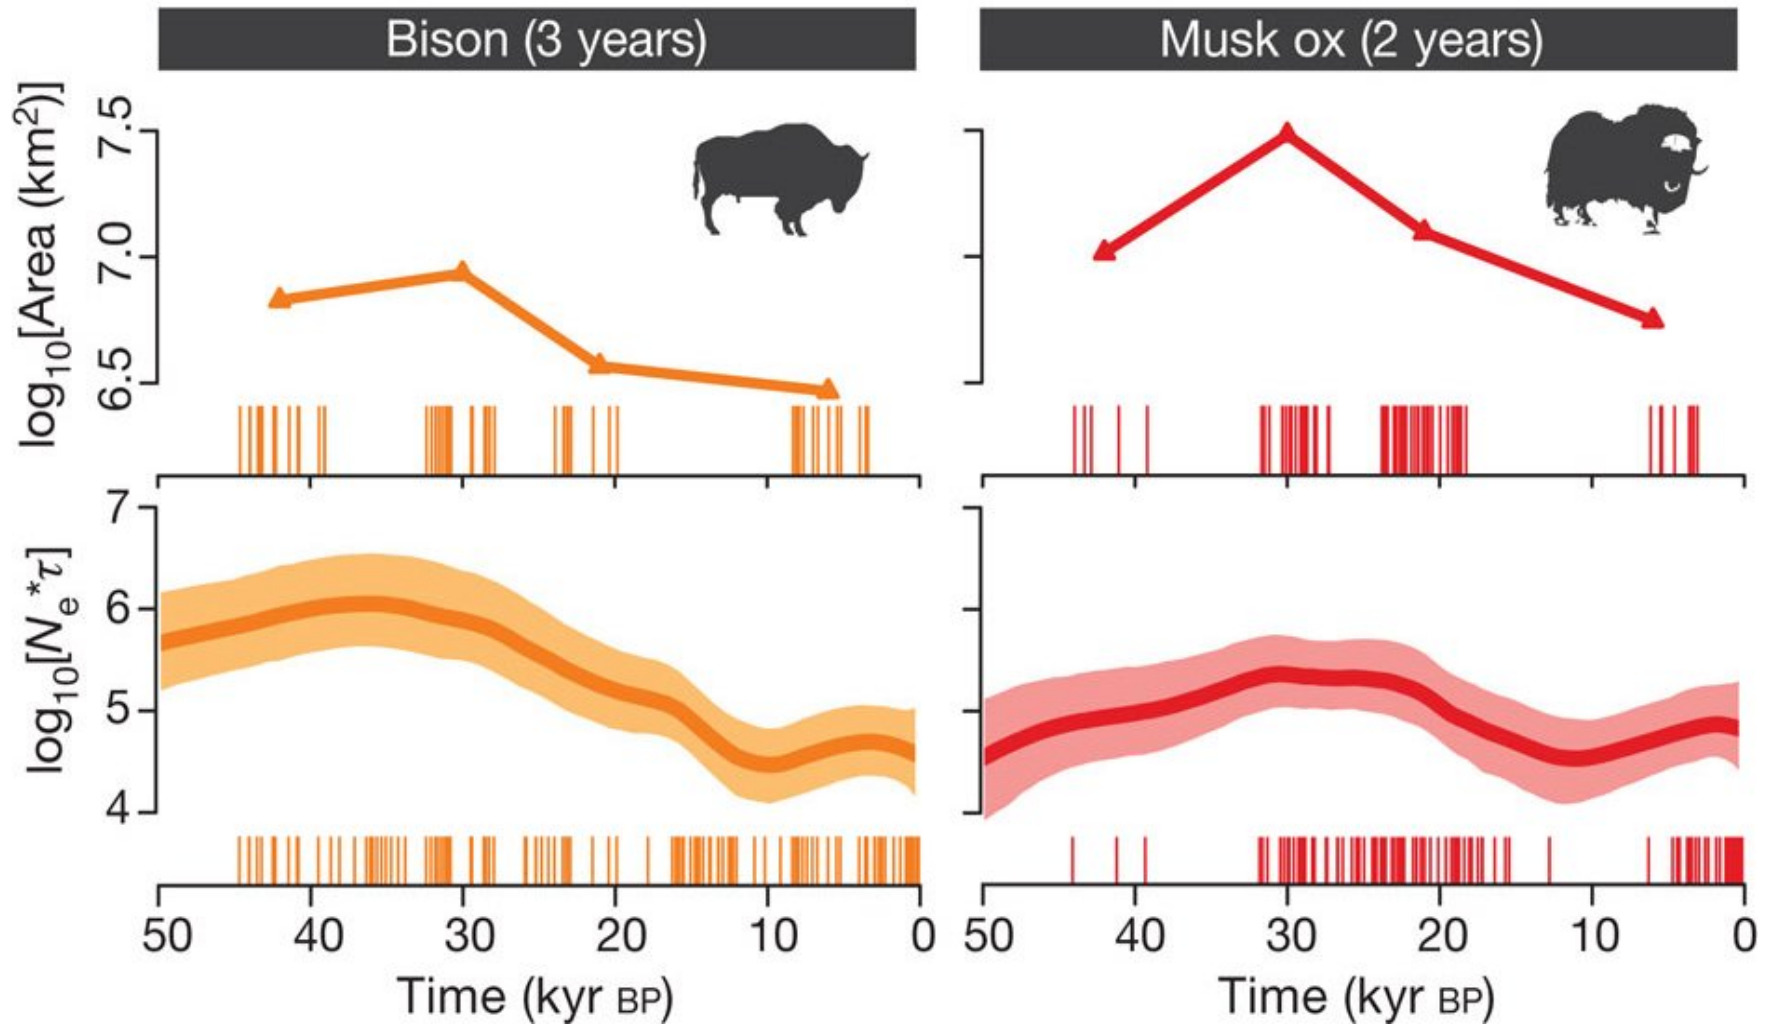 Bison (3 years)
Musk ox (2 years)
log10[Area (km²)]
7.5
7.0
6.5
log10[Ne*τ]
7
6
5
4
50 40 30 20 10 0
50 40 30 20 10 0
Time (kyr BP)
Time (kyr BP)